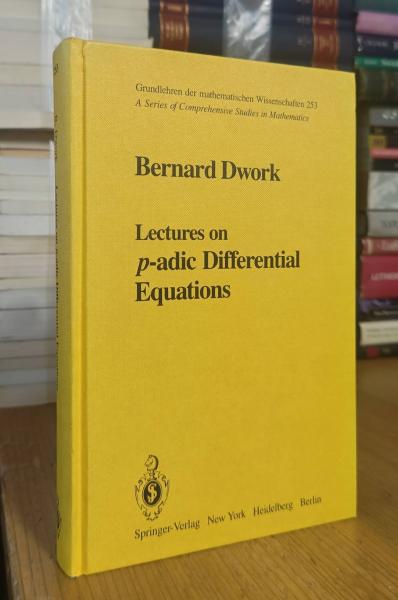 Grundlehren der mathematischen Wissenschaften 253
A Series of Comprehensive Studies in Mathematics
Bernard Dwork
Lectures on
p-adic Differential
Equations
Springer-Verlag New York Heidelberg Berlin